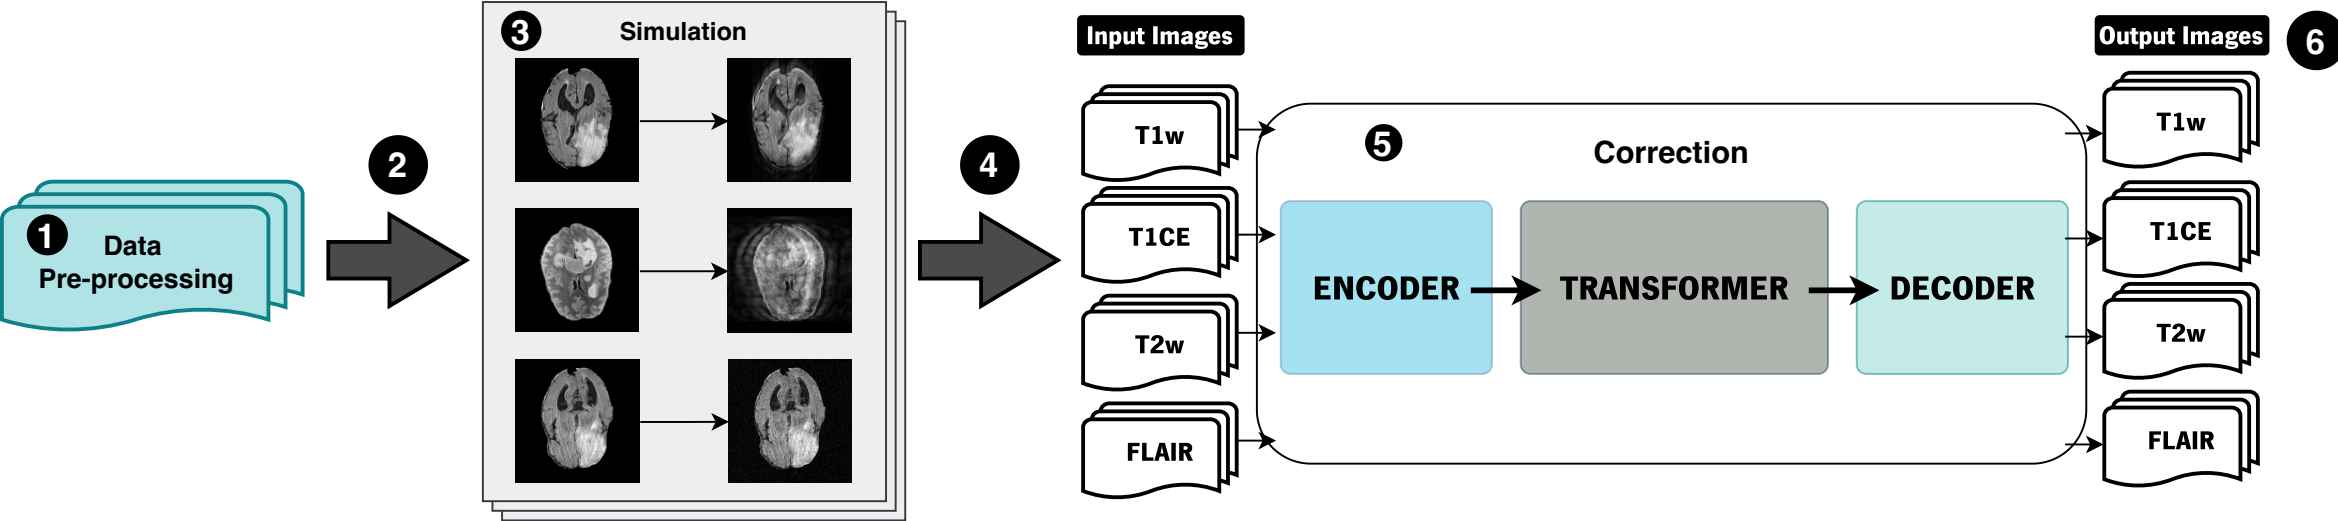 1
Data
Pre-processing
2
3
Simulation
4
Input Images
T1w
T1CE
T2w
FLAIR
5
Correction
ENCODER
TRANSFORMER
DECODER
Output Images
6
T1w
T1CE
T2w
FLAIR